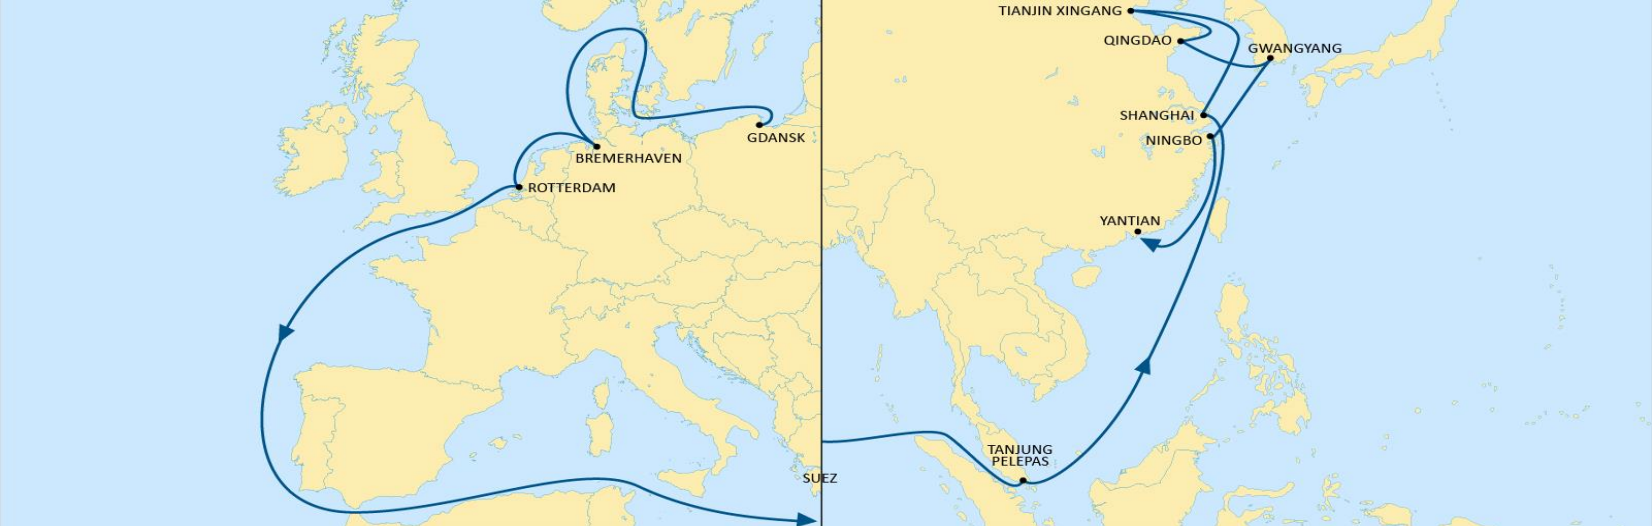 TIANJIN XINGANG
QINGDAO
GWANGYANG
SHANGHAI
GDANSK
NINGBO
BREMERHAVEN
ROTTERDAM
YANTIAN
TANJUNG
PELEPAS
SUEZ